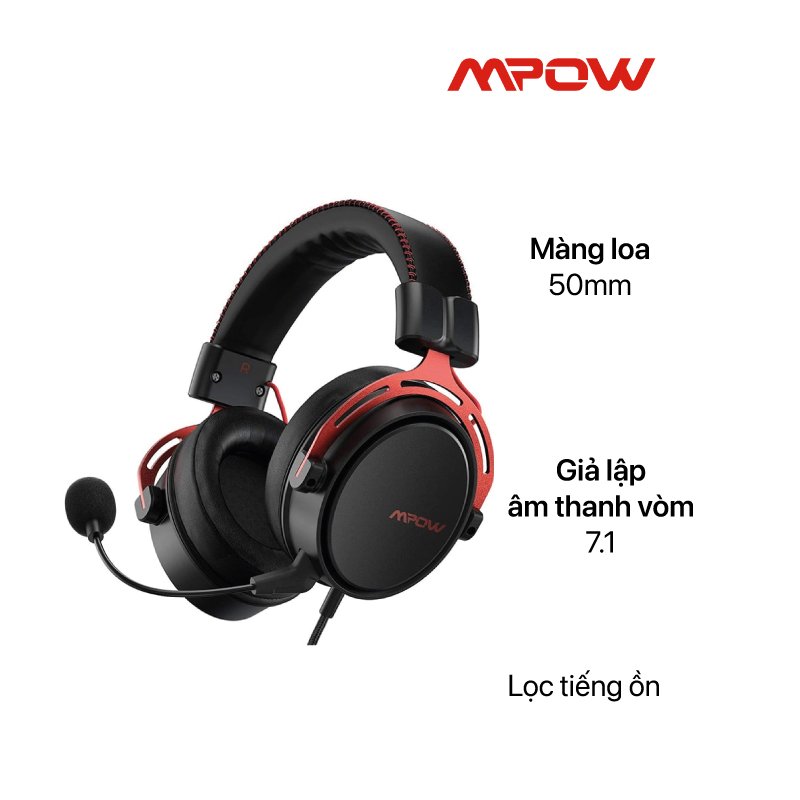 MPOW
Màng loa
50mm
Giả lập
âm thanh vòm
7.1
R
MPOW
Lọc tiếng ồn